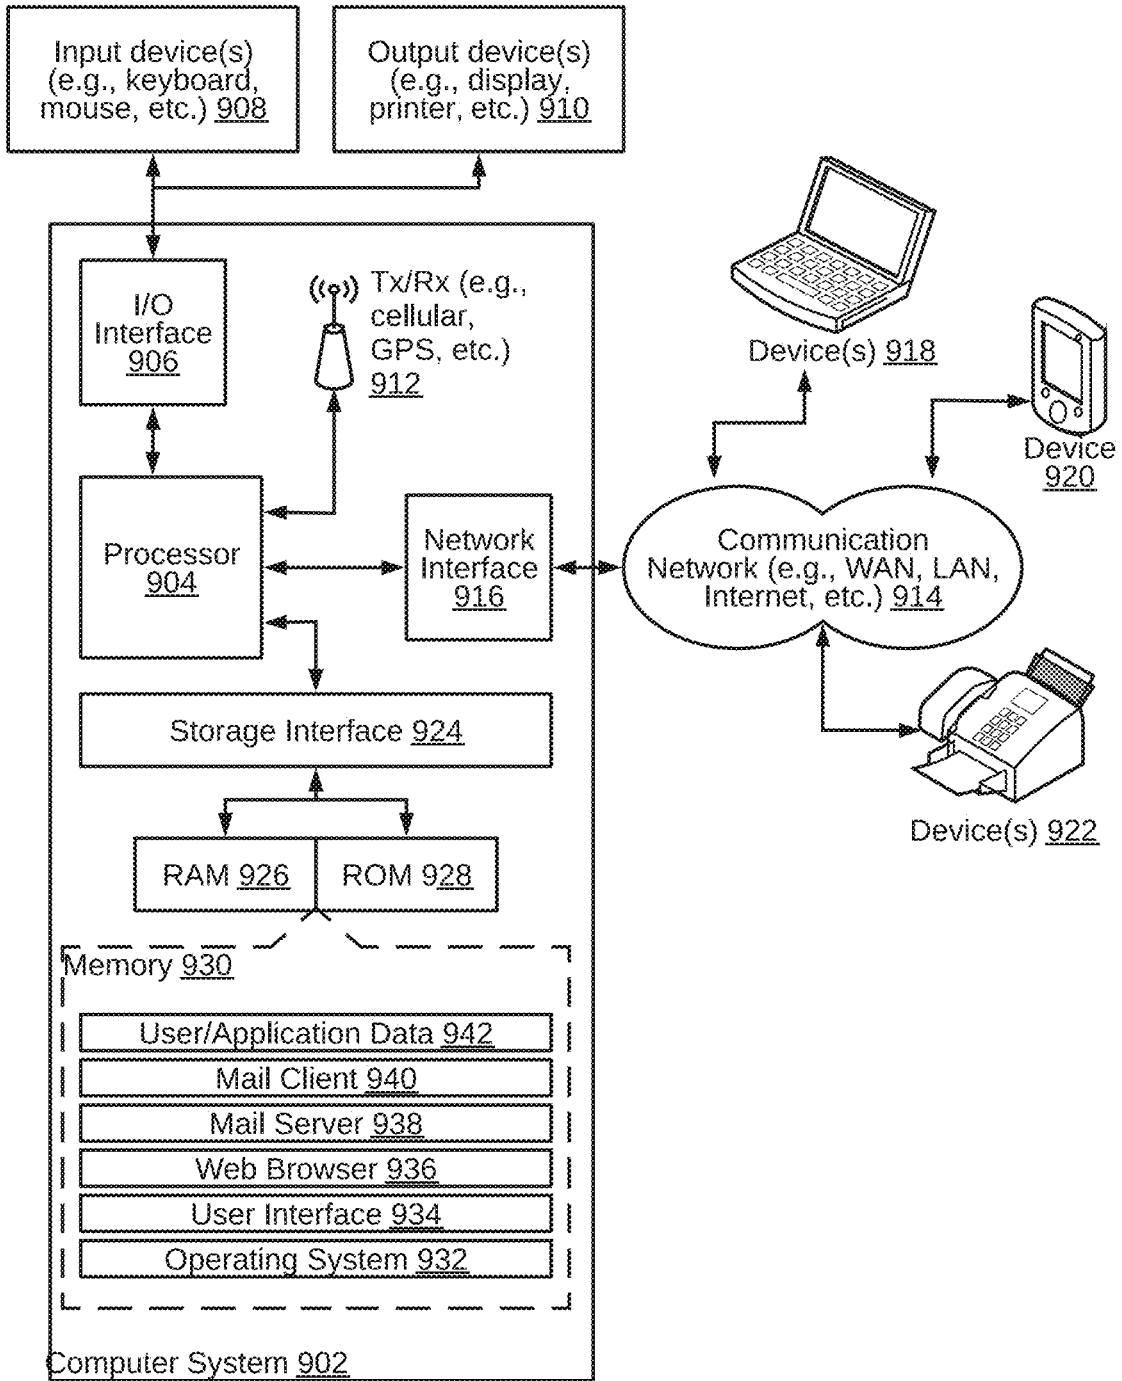 Input device(s)
(e.g., keyboard,
mouse, etc.) 908
Output device(s)
(e.g., display,
printer, etc.) 910
I/O
Interface
906
Tx/Rx (e.g.,
cellular,
GPS, etc.)
912
Device(s) 918
Device
920
Processor
904
Network
Interface
916
Communication
Network (e.g., WAN, LAN,
Internet, etc.) 914
Storage Interface 924
Device(s) 922
RAM 926
ROM 928
Memory 930
User/Application Data 942
Mail Client 940
Mail Server 938
Web Browser 936
User Interface 934
Operating System 932
Computer System 902